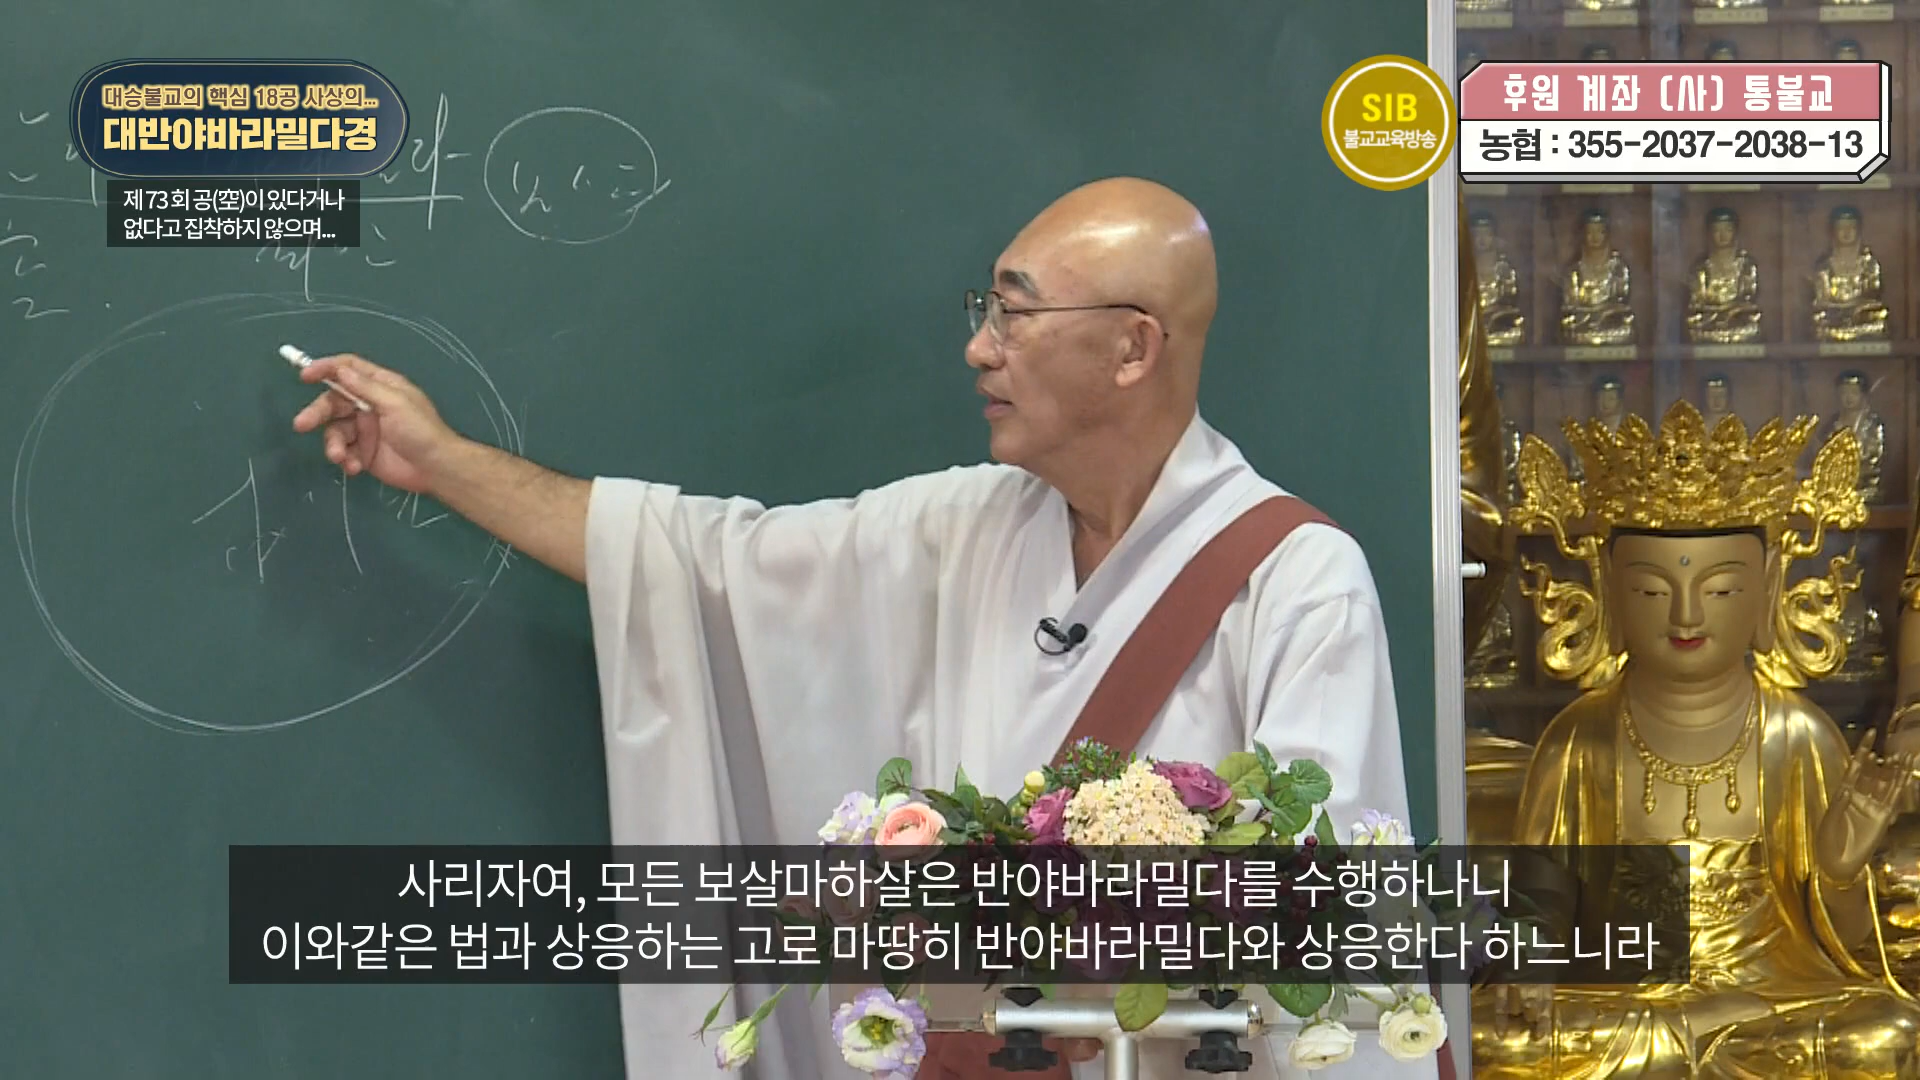 대승불교의 핵심 18공 사상의...
대반야바라밀다경
제 73 회 공(空)이 있다거나
없다고 집착하지 않으며...
SIB
불교교육방송
후원 계좌 (사) 통불교
농협 : 355-2037-2038-13
보살
사리자여, 모든 보살마하살은 반야바라밀다를 수행하나니
이와같은 법과 상응하는 고로 마땅히 반야바라밀다와 상응한다 하느니라